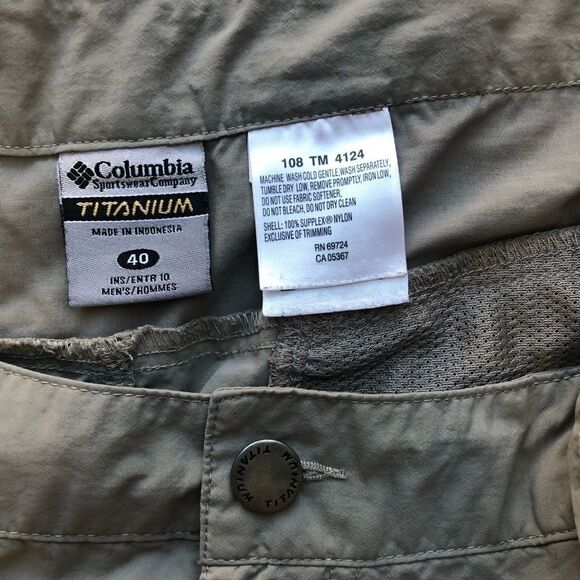 Columbia
Sportswear Company
TITANIUM
MADE IN INDONESIA
40
INS/ENTR 10
MEN'S/HOMMES
108 TM 4124
MACHINE WASH COLD GENTLE, WASH SEPARATELY,
TUMBLE DRY LOW, REMOVE PROMPTLY, IRON LOW,
DO NOT USE FABRIC SOFTENER,
DO NOT BLEACH, DO NOT DRY CLEAN
SHELL: 100% SUPPLEX® NYLON
EXCLUSIVE OF TRIMMING
RN 69724
CA 05367
TITANIUM
TITANIUM